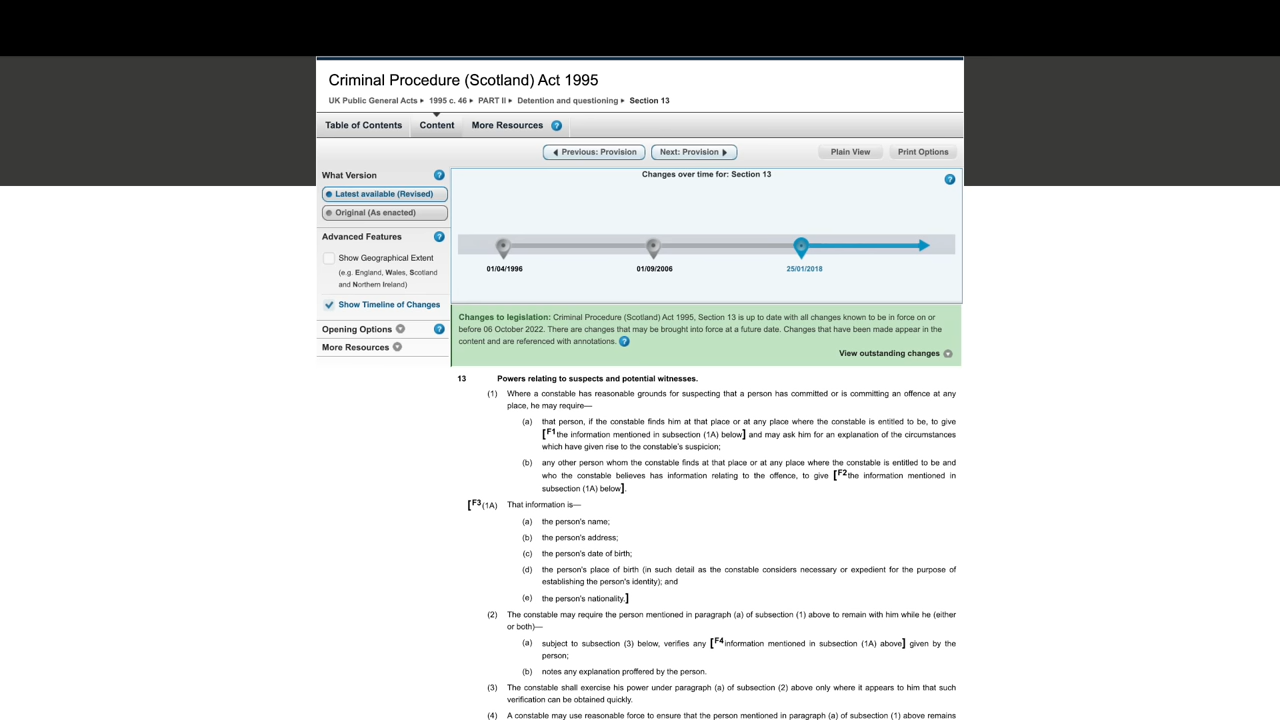 Criminal Procedure (Scotland) Act 1995
UK Public General Acts ▸ 1995 c. 46 ▸ PART II ▸ Detention and questioning ▸ Section 13
Table of Contents
Content
More Resources ?
Previous: Provision
Next: Provision
Plain View
Print Options
What Version ?
Latest available (Revised)
Original (As enacted)
Advanced Features ?
Show Geographical Extent
(e.g. England, Wales, Scotland
and Northern Ireland)
Show Timeline of Changes
Opening Options ?
More Resources
Changes over time for: Section 13
?
01/04/1996
01/09/2006
25/01/2018
Changes to legislation: Criminal Procedure (Scotland) Act 1995, Section 13 is up to date with all changes known to be in force on or
before 06 October 2022. There are changes that may be brought into force at a future date. Changes that have been made appear in the
content and are referenced with annotations. ?
View outstanding changes
13 Powers relating to suspects and potential witnesses.
(1) Where a constable has reasonable grounds for suspecting that a person has committed or is committing an offence at any
place, he may require—
(a) that person, if the constable finds him at that place or at any place where the constable is entitled to be, to give
[F1the information mentioned in subsection (1A) below] and may ask him for an explanation of the circumstances
which have given rise to the constable's suspicion;
(b) any other person whom the constable finds at that place or at any place where the constable is entitled to be and
who the constable believes has information relating to the offence, to give [F2the information mentioned in
subsection (1A) below].
[F3(1A) That information is—
(a) the person's name;
(b) the person's address;
(c) the person's date of birth;
(d) the person's place of birth (in such detail as the constable considers necessary or expedient for the purpose of
establishing the person's identity); and
(e) the person's nationality.]
(2) The constable may require the person mentioned in paragraph (a) of subsection (1) above to remain with him while he (either
or both)—
(a) subject to subsection (3) below, verifies any [F4information mentioned in subsection (1A) above] given by the
person;
(b) notes any explanation proffered by the person.
(3) The constable shall exercise his power under paragraph (a) of subsection (2) above only where it appears to him that such
verification can be obtained quickly.
(4) A constable may use reasonable force to ensure that the person mentioned in paragraph (a) of subsection (1) above remains